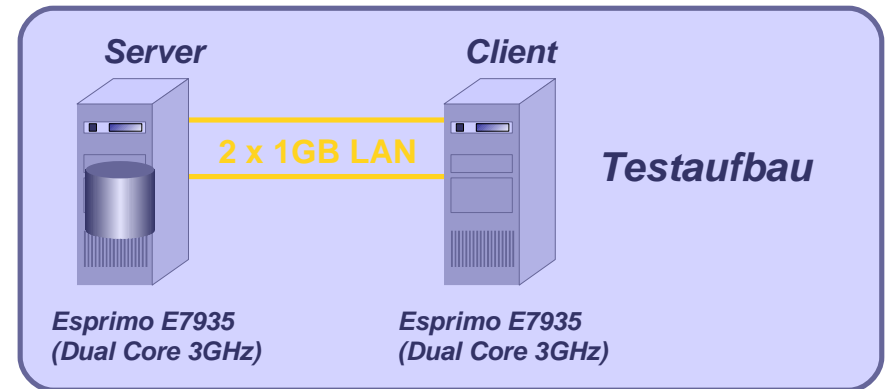 Server
Client
2 x 1GB LAN
Testaufbau
Esprimo E7935
(Dual Core 3GHz)
Esprimo E7935
(Dual Core 3GHz)